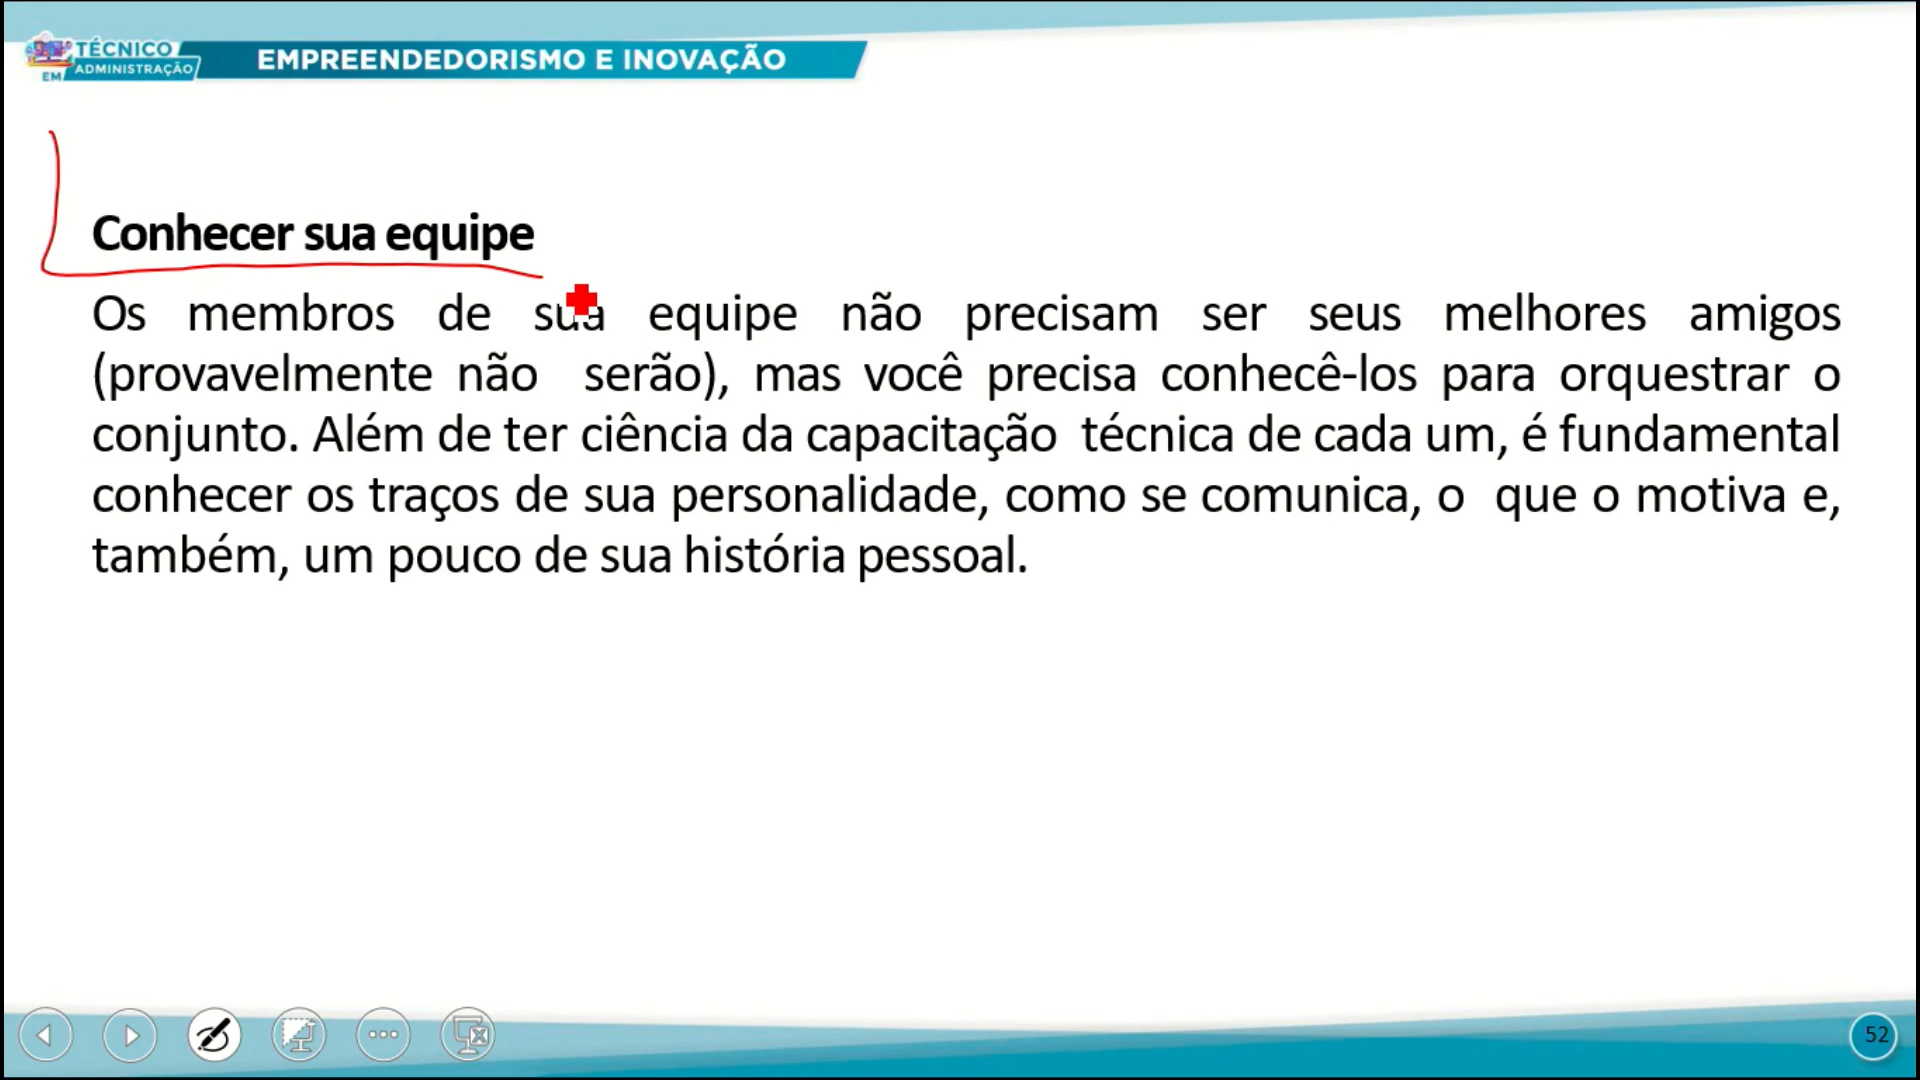 TÉCNICO
EM ADMINISTRAÇÃO
EMPREENDEDORISMO E INOVAÇÃO
Conhecer sua equipe
Os membros de sua equipe não precisam ser seus melhores amigos
(provavelmente não serão), mas você precisa conhecê-los para orquestrar o
conjunto. Além de ter ciência da capacitação técnica de cada um, é fundamental
conhecer os traços de sua personalidade, como se comunica, o que o motiva e,
também, um pouco de sua história pessoal.
52